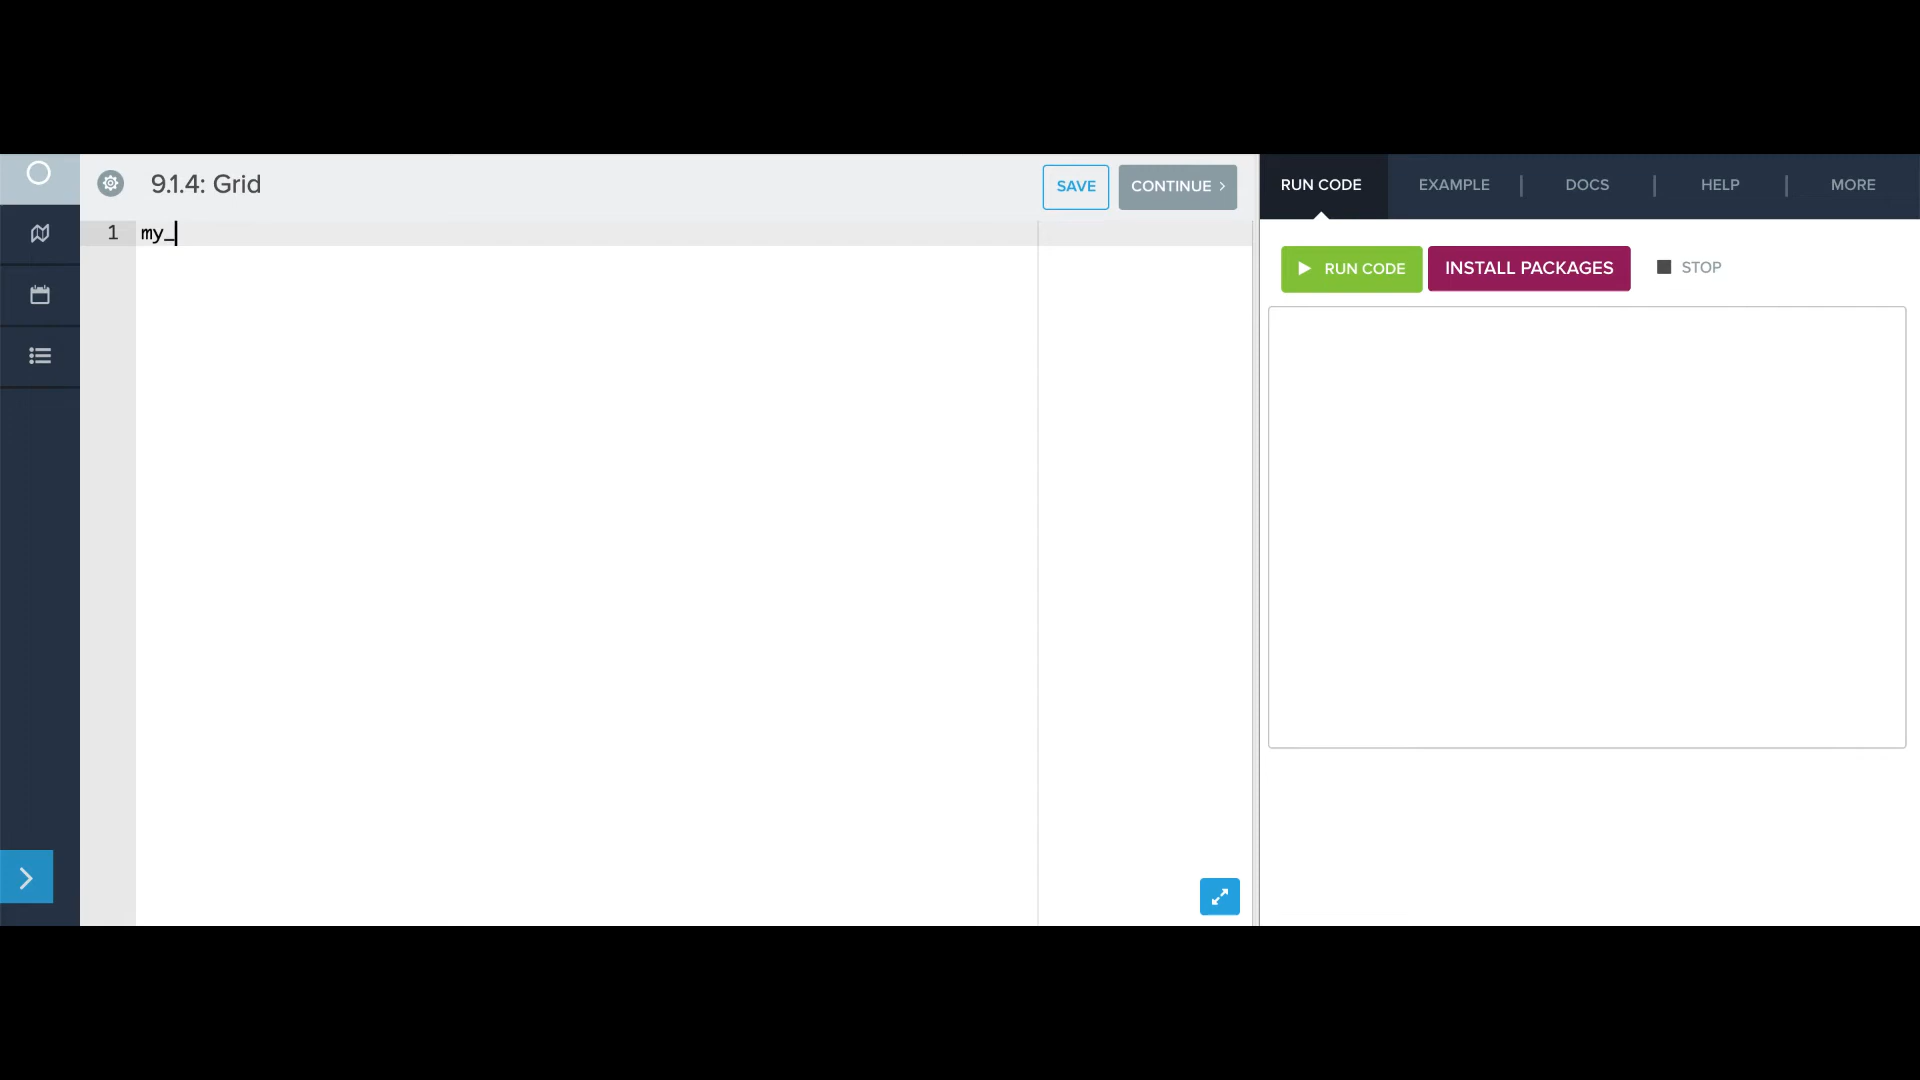 9.1.4: Grid
SAVE
CONTINUE
RUN CODE
EXAMPLE
DOCS
HELP
MORE
1 my_
RUN CODE
INSTALL PACKAGES
STOP